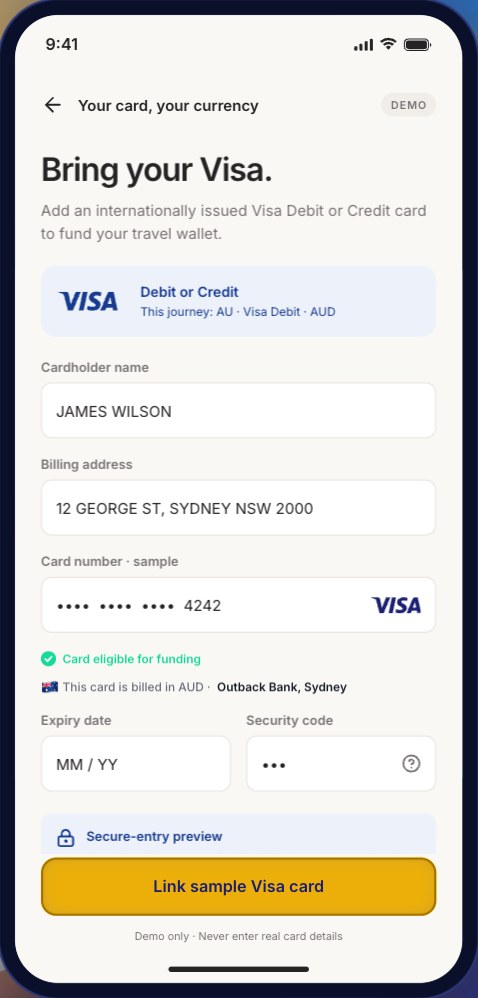 9:41
Your card, your currency
DEMO
Bring your Visa.
Add an internationally issued Visa Debit or Credit card
to fund your travel wallet.
VISA
Debit or Credit
This journey: AU · Visa Debit · AUD
Cardholder name
JAMES WILSON
Billing address
12 GEORGE ST, SYDNEY NSW 2000
Card number · sample
•••• •••• •••• 4242
VISA
Card eligible for funding
This card is billed in AUD · Outback Bank, Sydney
Expiry date
Security code
MM / YY
•••
Secure-entry preview
Link sample Visa card
Demo only · Never enter real card details